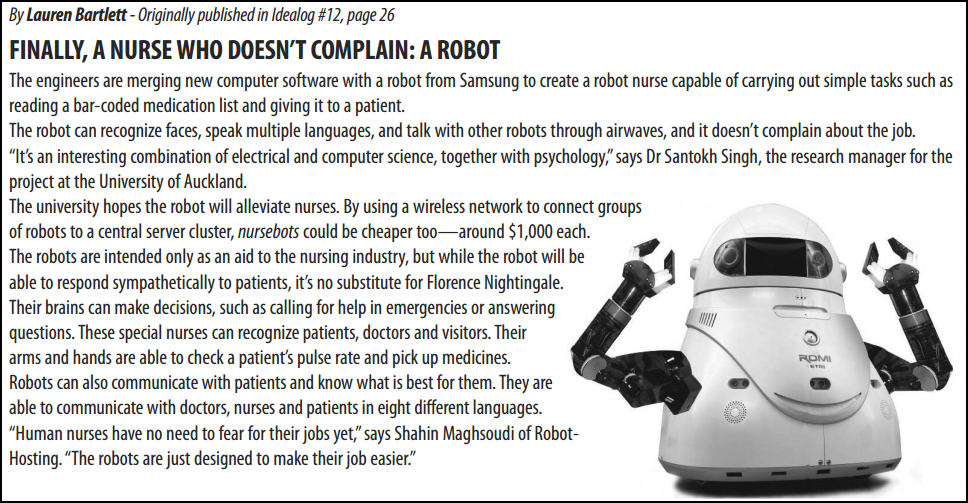 By Lauren Bartlett - Originally published in Idealog #12, page 26
FINALLY, A NURSE WHO DOESN'T COMPLAIN: A ROBOT
The engineers are merging new computer software with a robot from Samsung to create a robot nurse capable of carrying out simple tasks such as
reading a bar-coded medication list and giving it to a patient.
The robot can recognize faces, speak multiple languages, and talk with other robots through airwaves, and it doesn't complain about the job.
“It's an interesting combination of electrical and computer science, together with psychology,” says Dr Santokh Singh, the research manager for the
project at the University of Auckland.
The university hopes the robot will alleviate nurses. By using a wireless network to connect groups
of robots to a central server cluster, nursebots could be cheaper too—around $1,000 each.
The robots are intended only as an aid to the nursing industry, but while the robot will be
able to respond sympathetically to patients, it's no substitute for Florence Nightingale.
Their brains can make decisions, such as calling for help in emergencies or answering
questions. These special nurses can recognize patients, doctors and visitors. Their
arms and hands are able to check a patient's pulse rate and pick up medicines.
Robots can also communicate with patients and know what is best for them. They are
able to communicate with doctors, nurses and patients in eight different languages.
“Human nurses have no need to fear for their jobs yet,” says Shahin Maghsoudi of Robot-
Hosting. “The robots are just designed to make their job easier.”
ROMI
ETRI